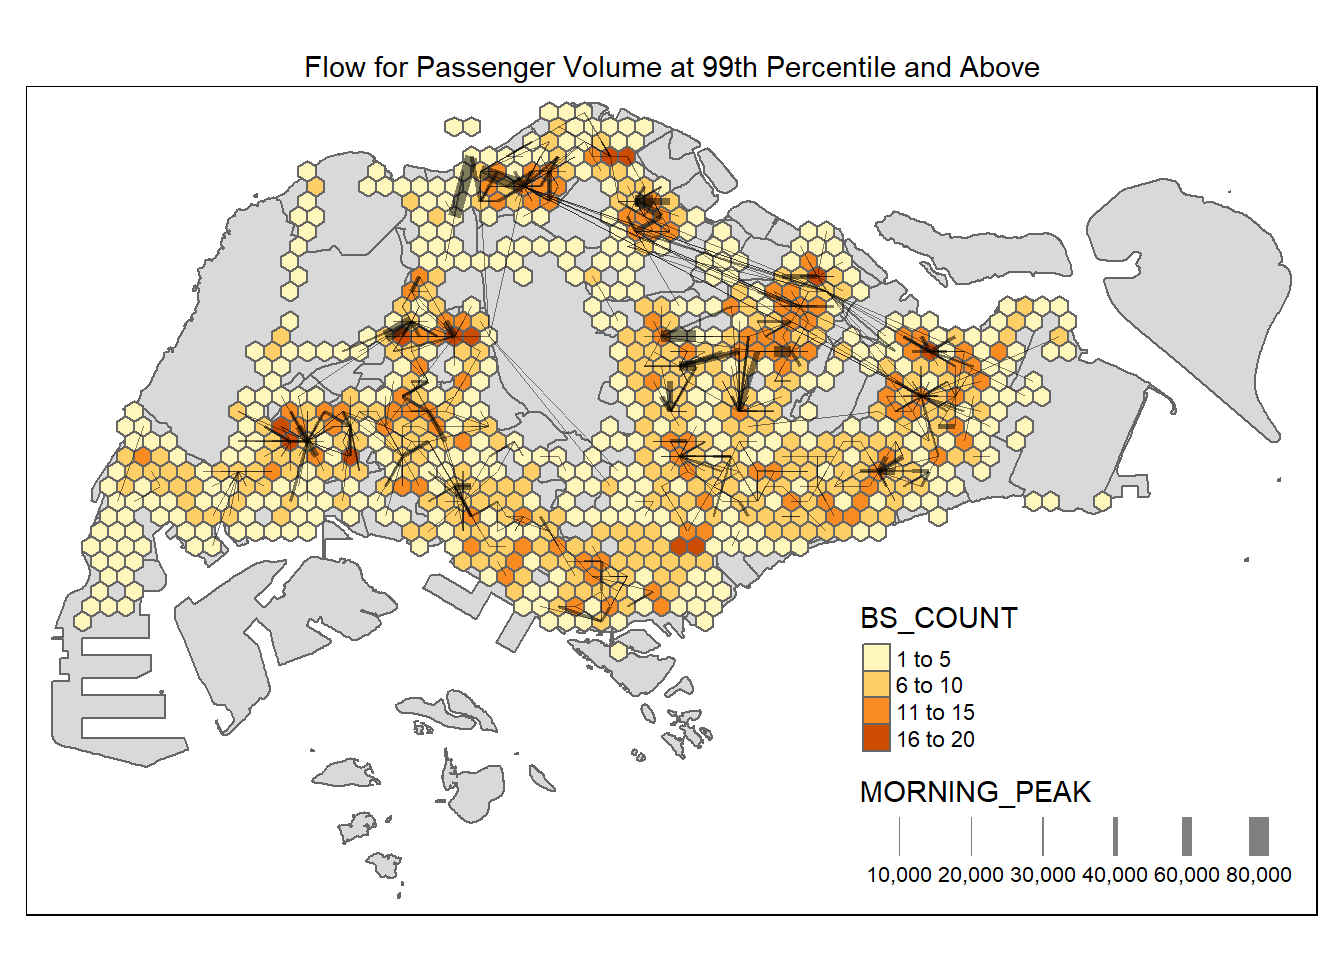 Flow for Passenger Volume at 99th Percentile and Above
BS_COUNT
1 to 5
6 to 10
11 to 15
16 to 20
MORNING_PEAK
10,000 20,000 30,000 40,000 60,000 80,000